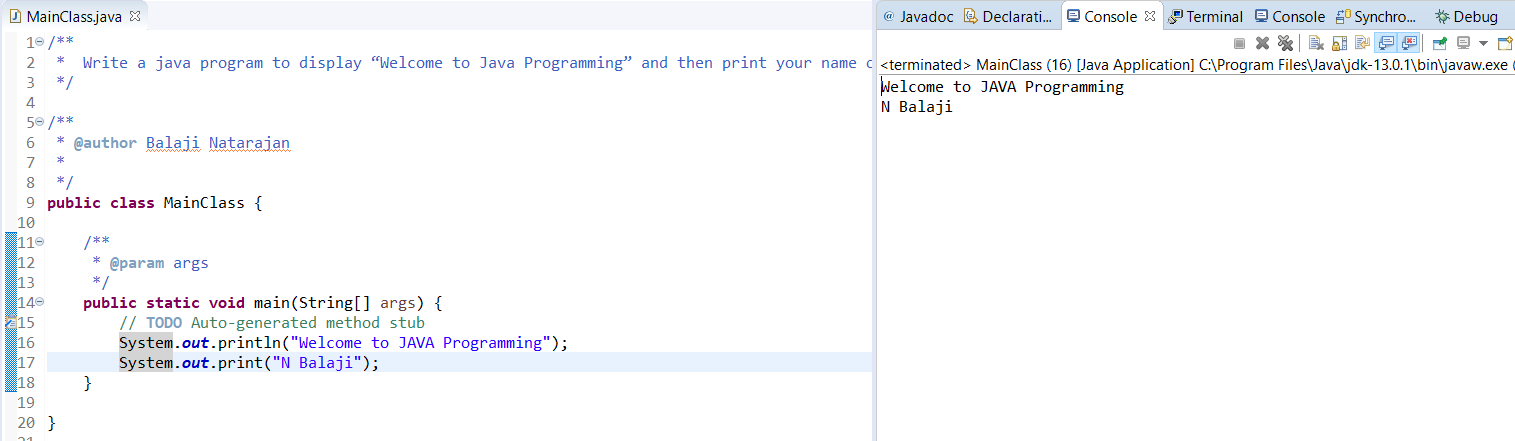 MainClass.java
1 /**
2  *  Write a java program to display “Welcome to Java Programming” and then print your name
3  */
4
5 /**
6  * @author Balaji Natarajan
7  *
8  */
9 public class MainClass {
10
11     /**
12      * @param args
13      */
14     public static void main(String[] args) {
15         // TODO Auto-generated method stub
16         System.out.println("Welcome to JAVA Programming");
17         System.out.print("N Balaji");
18     }
19
20 }
@ Javadoc Declarati... Console Terminal Console Synchro... Debug
<terminated> MainClass (16) [Java Application] C:\Program Files\Java\jdk-13.0.1\bin\javaw.exe (
Welcome to JAVA Programming
N Balaji